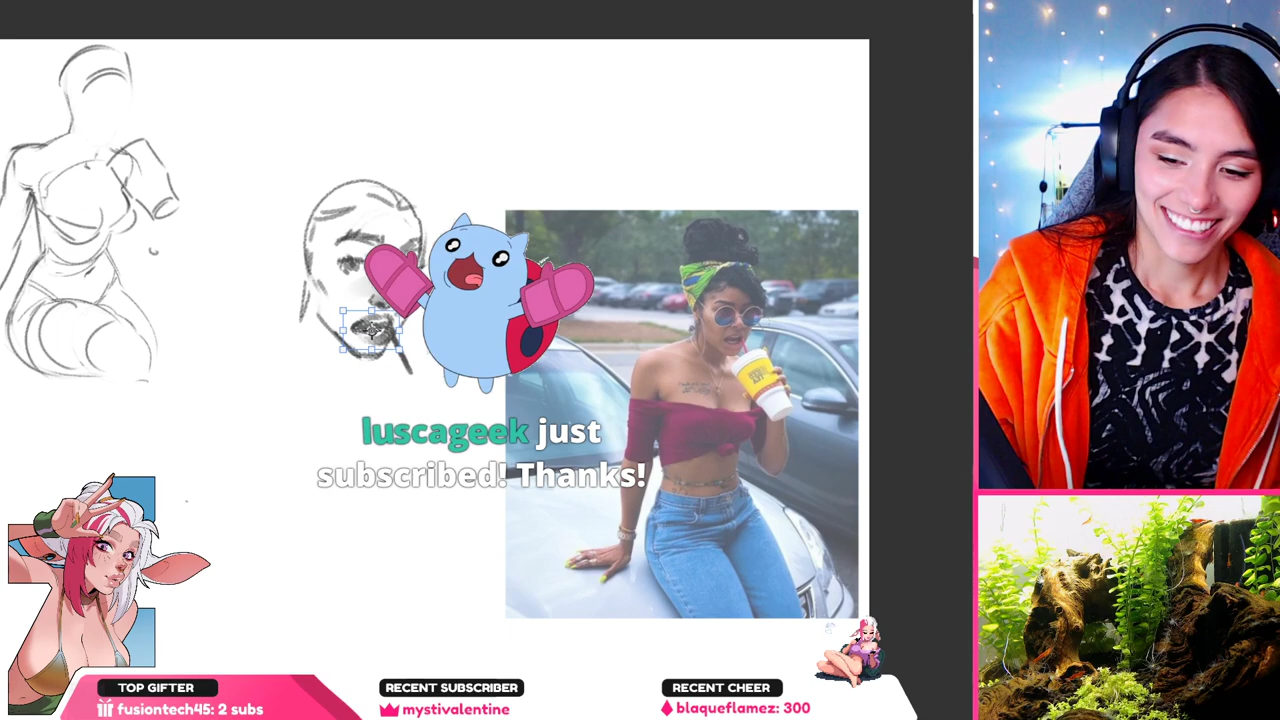 luscageek just
subscribed! Thanks!
TOP GIFTER
fusiontech45: 2 subs
RECENT SUBSCRIBER
mystivalentine
RECENT CHEER
blaqueflamez: 300